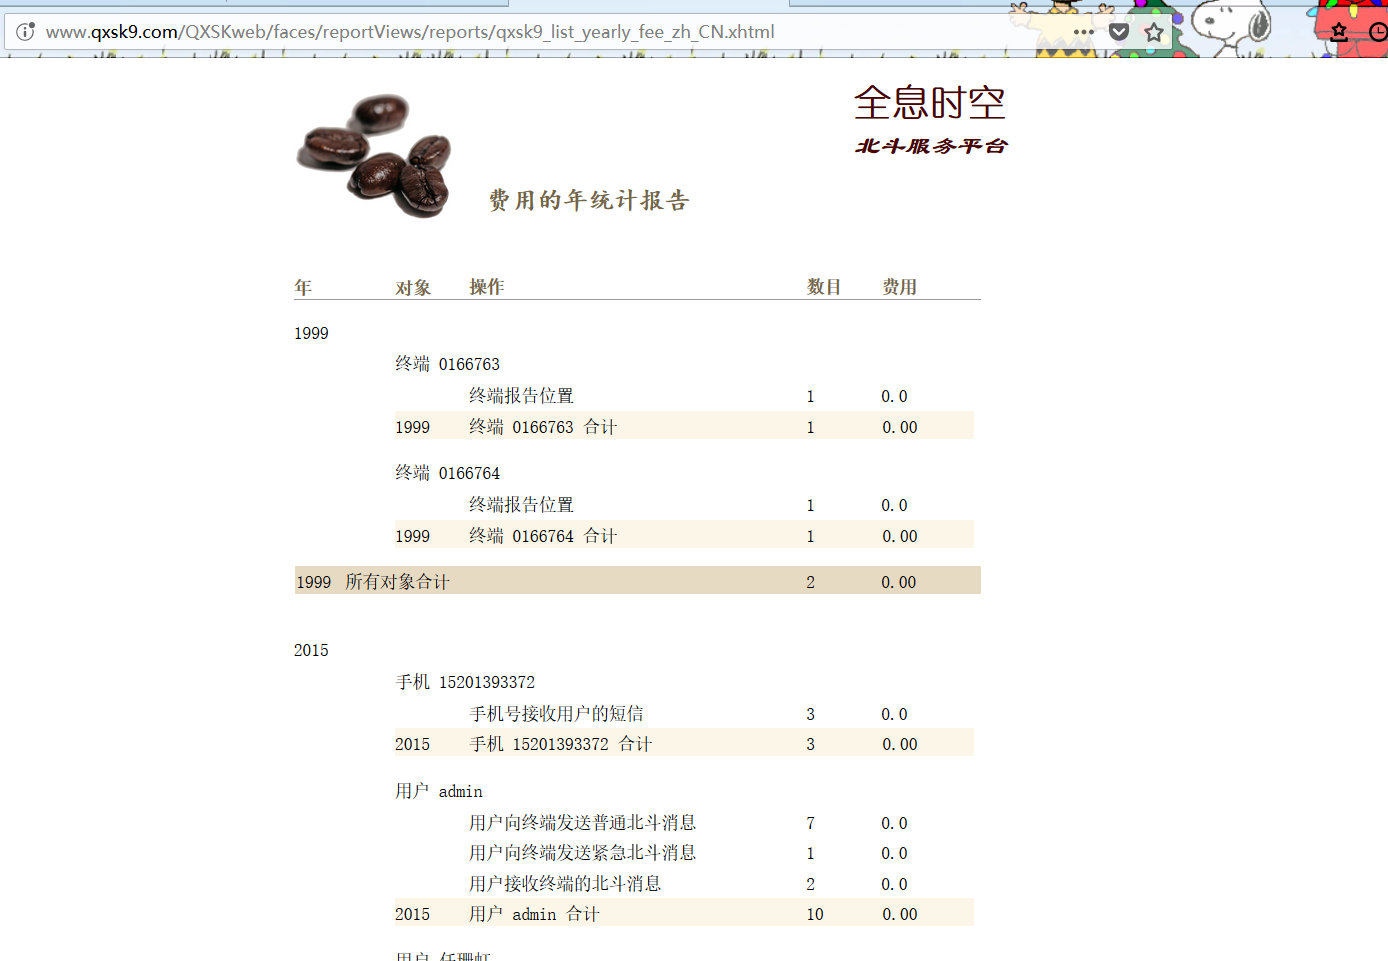 www.qxsk9.com/QXSKweb/faces/reportViews/reports/qxsk9_list_yearly_fee_zh_CN.xhtml
全息时空
北斗服务平台
费用的年统计报告
年 对象 操作 数目 费用
1999
终端 0166763
终端报告位置 1 0.0
1999 终端 0166763 合计 1 0.00
终端 0166764
终端报告位置 1 0.0
1999 终端 0166764 合计 1 0.00
1999 所有对象合计 2 0.00
2015
手机 15201393372
手机号接收用户的短信 3 0.0
2015 手机 15201393372 合计 3 0.00
用户 admin
用户向终端发送普通北斗消息 7 0.0
用户向终端发送紧急北斗消息 1 0.0
用户接收终端的北斗消息 2 0.0
2015 用户 admin 合计 10 0.00
用户